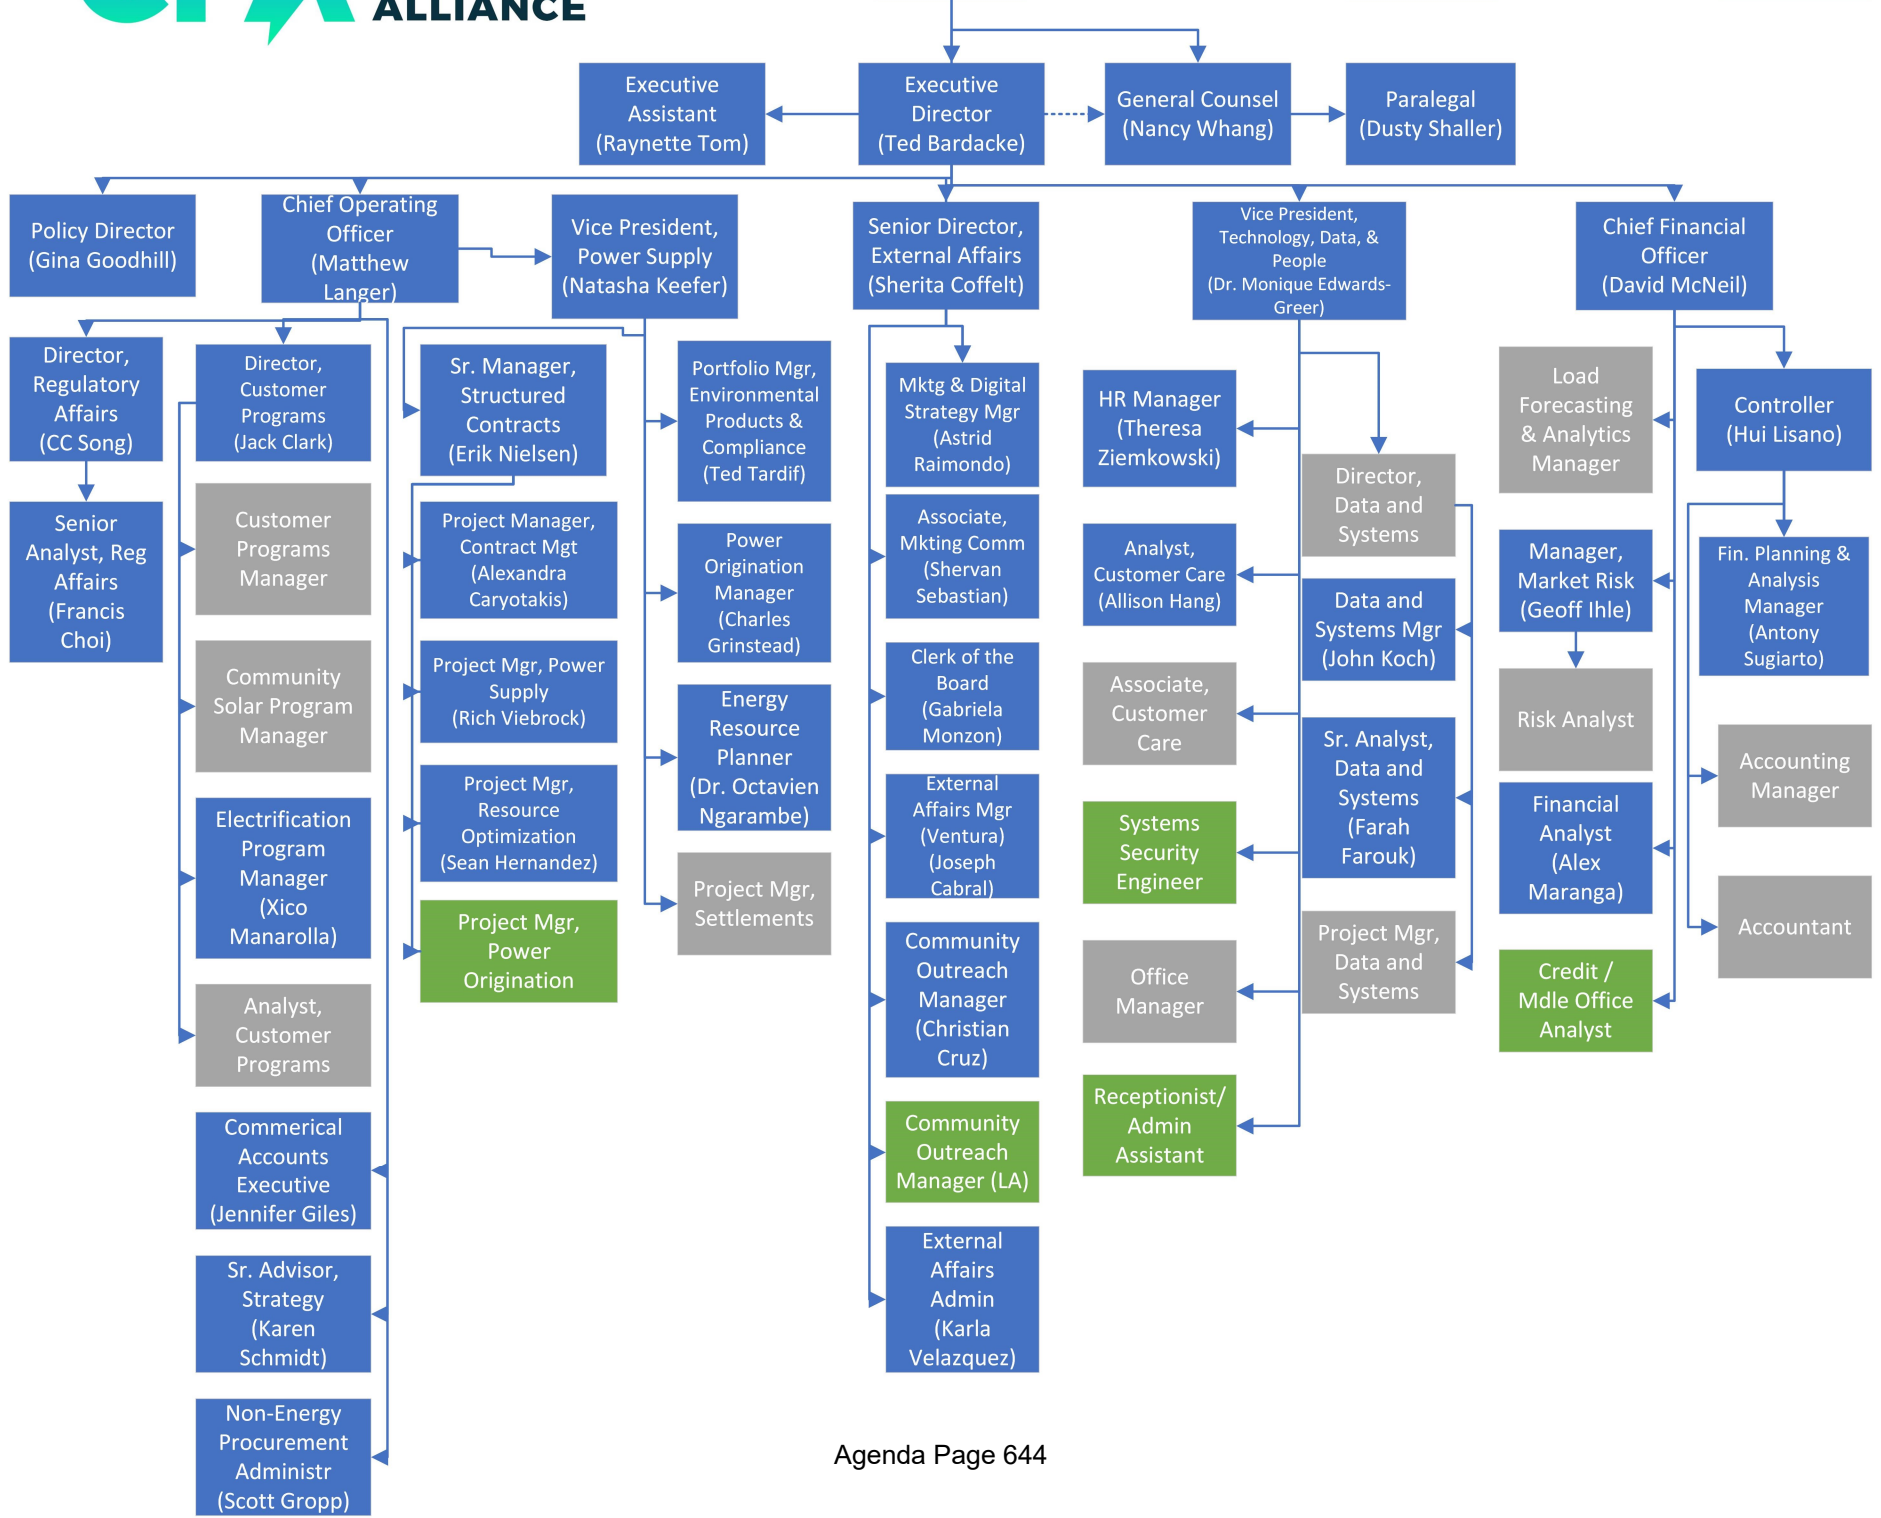 ALLIANCE
Executive
Assistant
(Raynette Tom)
Executive
Director
(Ted Bardacke)
General Counsel
(Nancy Whang)
Paralegal
(Dusty Shaller)
Policy Director
(Gina Goodhill)
Chief Operating
Officer
(Matthew
Langer)
Vice President,
Power Supply
(Natasha Keefer)
Senior Director,
External Affairs
(Sherita Coffelt)
Vice President,
Technology, Data, &
People
(Dr. Monique Edwards-
Greer)
Chief Financial
Officer
(David McNeil)
Director,
Regulatory
Affairs
(CC Song)
Senior
Analyst, Reg
Affairs
(Francis
Choi)
Director,
Customer
Programs
(Jack Clark)
Customer
Programs
Manager
Community
Solar Program
Manager
Electrification
Program
Manager
(Xico
Manarolla)
Analyst,
Customer
Programs
Commerical
Accounts
Executive
(Jennifer Giles)
Sr. Advisor,
Strategy
(Karen
Schmidt)
Non-Energy
Procurement
Administr
(Scott Gropp)
Sr. Manager,
Structured
Contracts
(Erik Nielsen)
Project Manager,
Contract Mgt
(Alexandra
Caryotakis)
Project Mgr, Power
Supply
(Rich Viebrock)
Project Mgr,
Resource
Optimization
(Sean Hernandez)
Project Mgr,
Power
Origination
Portfolio Mgr,
Environmental
Products &
Compliance
(Ted Tardif)
Power
Origination
Manager
(Charles
Grinstead)
Energy
Resource
Planner
(Dr. Octavien
Ngarambe)
Project Mgr,
Settlements
Mktg & Digital
Strategy Mgr
(Astrid
Raimondo)
Associate,
Mkting Comm
(Shervan
Sebastian)
Clerk of the
Board
(Gabriela
Monzon)
External
Affairs Mgr
(Ventura)
(Joseph
Cabral)
Community
Outreach
Manager
(Christian
Cruz)
Community
Outreach
Manager (LA)
External
Affairs
Admin
(Karla
Velazquez)
HR Manager
(Theresa
Ziemkowski)
Analyst,
Customer Care
(Allison Hang)
Associate,
Customer
Care
Systems
Security
Engineer
Office
Manager
Receptionist/
Admin
Assistant
Director,
Data and
Systems
Data and
Systems Mgr
(John Koch)
Sr. Analyst,
Data and
Systems
(Farah
Farouk)
Project Mgr,
Data and
Systems
Load
Forecasting
& Analytics
Manager
Manager,
Market Risk
(Geoff Ihle)
Risk Analyst
Financial
Analyst
(Alex
Maranga)
Credit /
Mdle Office
Analyst
Controller
(Hui Lisano)
Fin. Planning &
Analysis
Manager
(Antony
Sugiarto)
Accounting
Manager
Accountant
Agenda Page 644